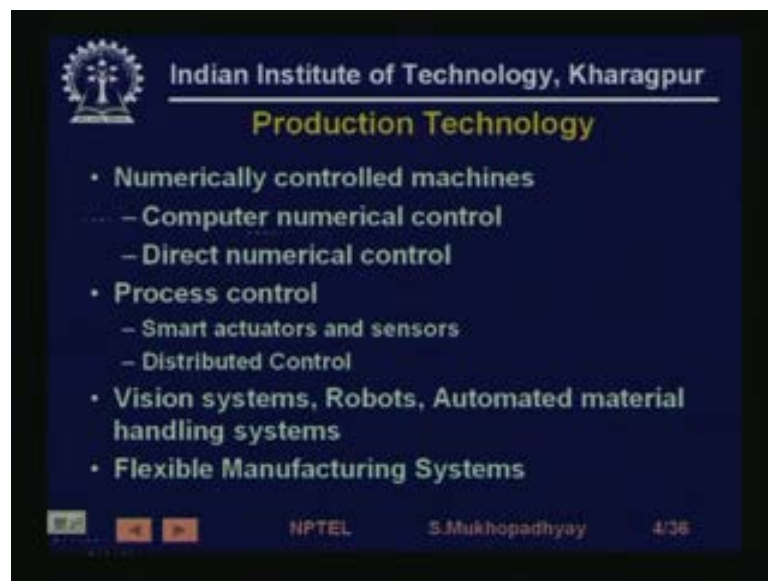 Indian Institute of Technology, Kharagpur
Production Technology
• Numerically controlled machines
– Computer numerical control
– Direct numerical control
• Process control
– Smart actuators and sensors
– Distributed Control
• Vision systems, Robots, Automated material
handling systems
• Flexible Manufacturing Systems
NPTEL S.Mukhopadhyay 4/36